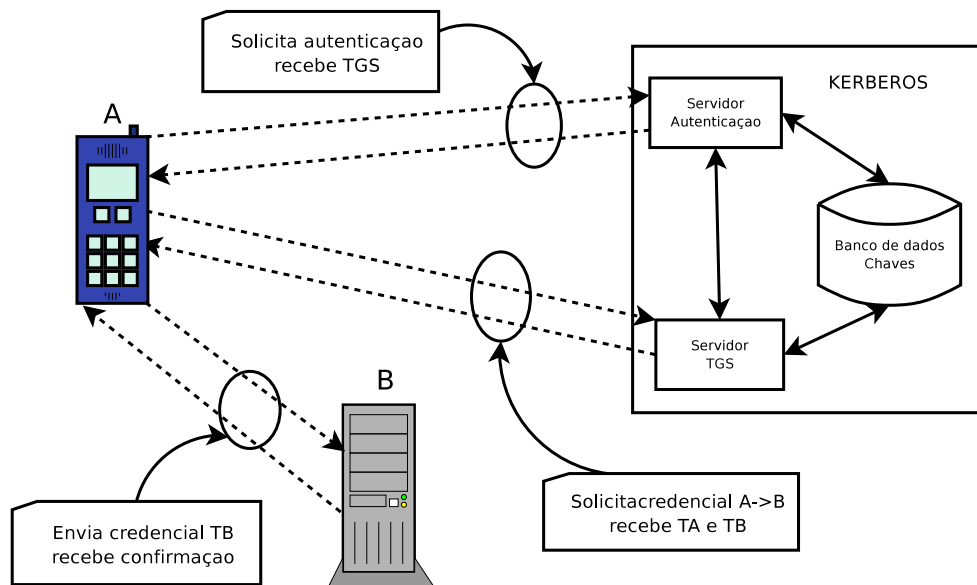 Solicita autenticaçao
recebe TGS
KERBEROS
A
Servidor
Autenticaçao
Banco de dados
Chaves
Servidor
TGS
B
Solicitacredencial A->B
recebe TA e TB
Envia credencial TB
recebe confirmaçao